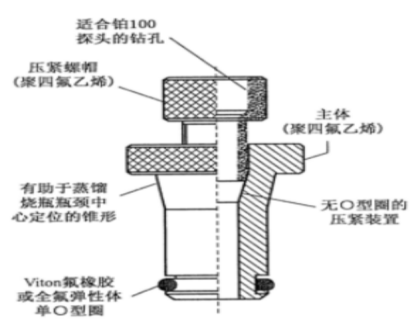 适合铂100
探头的钻孔
压紧螺帽
(聚四氟乙烯)
主体
(聚四氟乙烯)
有助于蒸馏
烧瓶瓶颈中
心定位的锥形
无O型圈的
压紧装置
Viton氟橡胶
或全氟弹性体
单O型圈